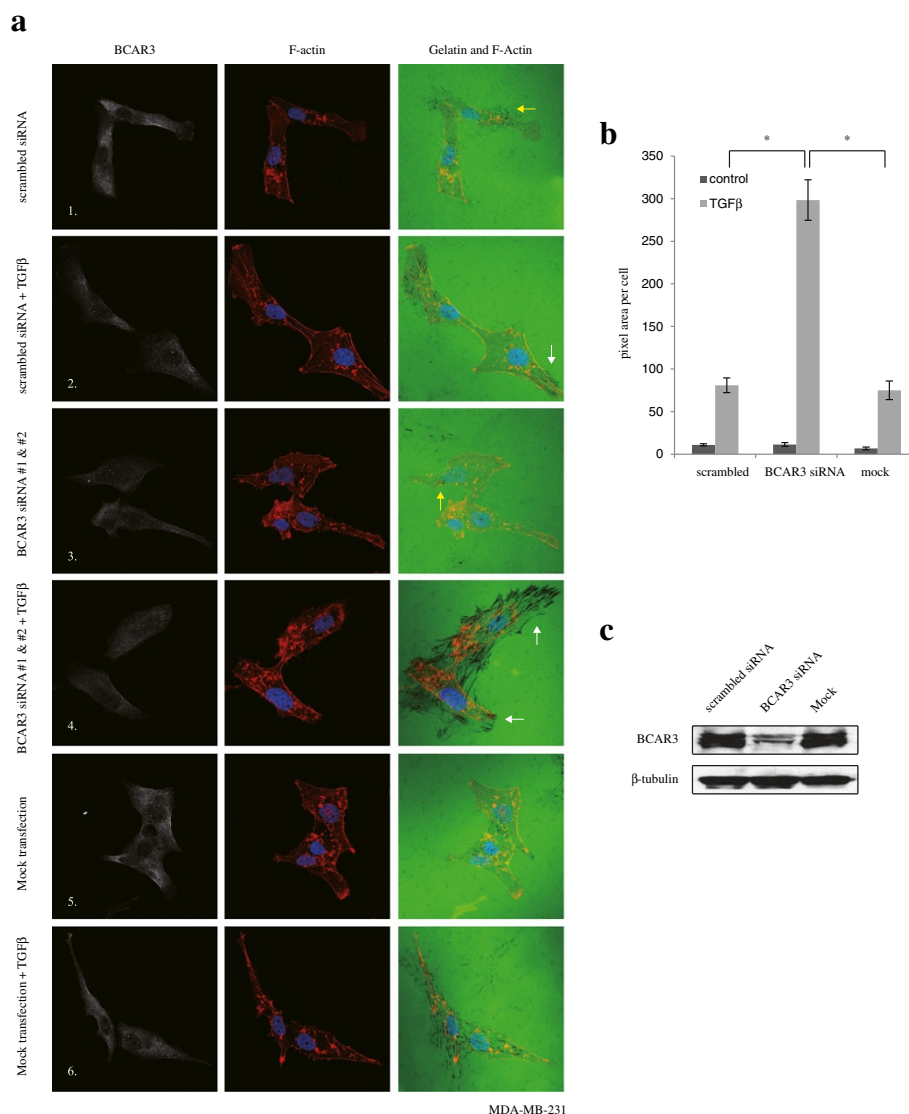 a
BCAR3
F-actin
Gelatin and F-Actin
scrambled siRNA
1.
scrambled siRNA + TGFβ
2.
BCAR3 siRNA #1 & #2
3.
BCAR3 siRNA #1 & #2 + TGFβ
4.
Mock transfection
5.
Mock transfection + TGFβ
6.
MDA-MB-231
b
* *
pixel area per cell
350
300
250
200
150
100
50
0
control
TGFβ
scrambled BCAR3 siRNA mock
c
scrambled siRNA
BCAR3 siRNA
Mock
BCAR3
β-tubulin